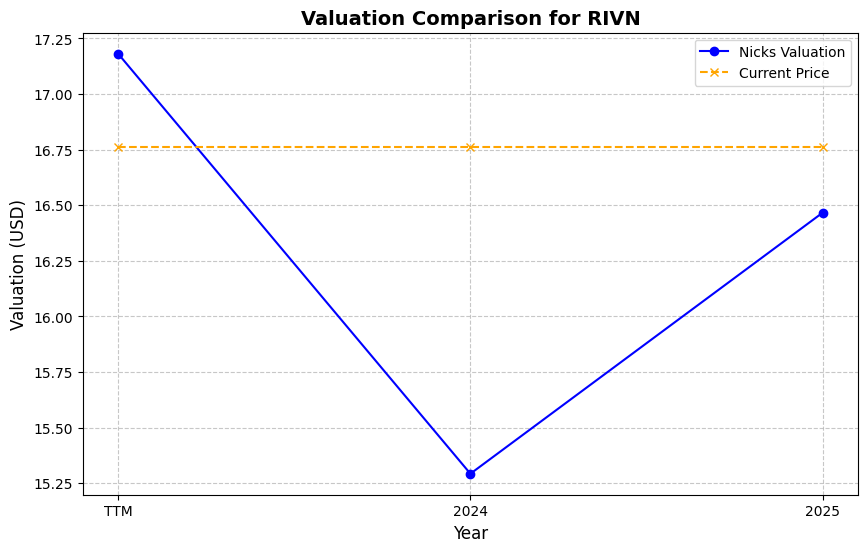 Valuation Comparison for RIVN
Nicks Valuation
Current Price
Valuation (USD)
17.25
17.00
16.75
16.50
16.25
16.00
15.75
15.50
15.25
TTM
2024
2025
Year